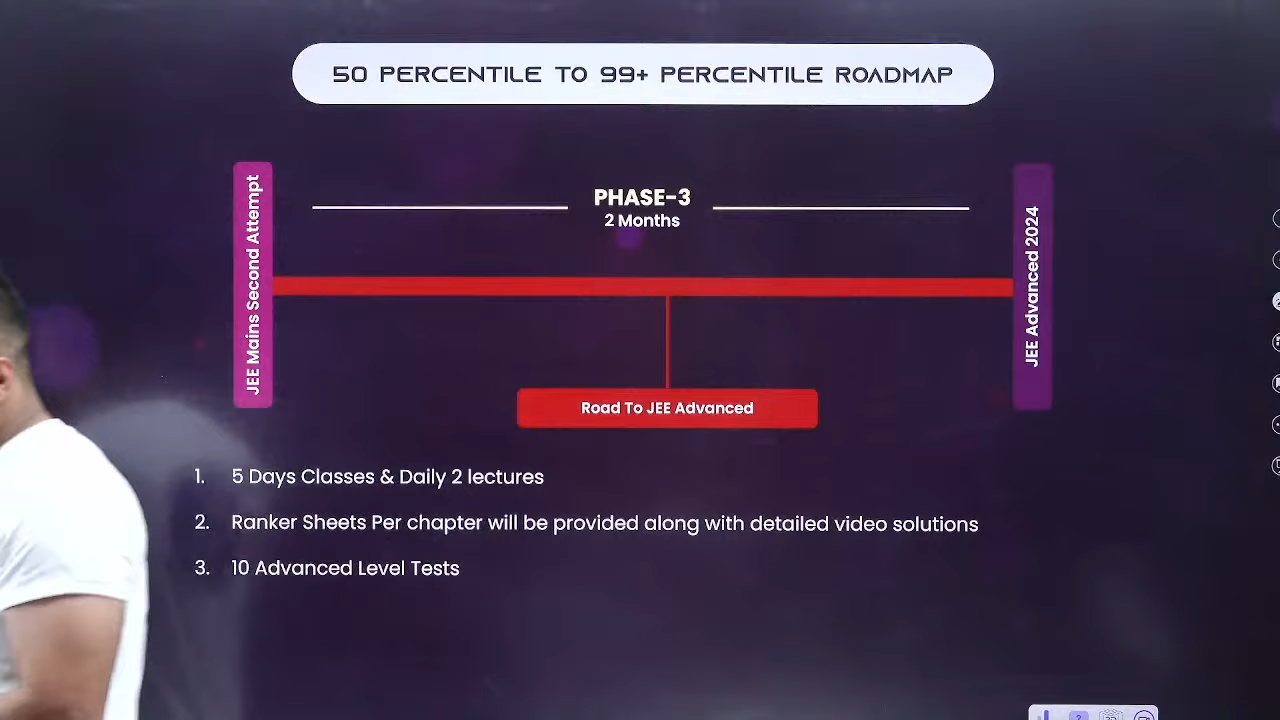 50 PERCENTILE TO 99+ PERCENTILE ROADMAP
JEE Mains Second Attempt
PHASE-3
2 Months
JEE Advanced 2024
Road To JEE Advanced
1. 5 Days Classes & Daily 2 lectures
2. Ranker Sheets Per chapter will be provided along with detailed video solutions
3. 10 Advanced Level Tests